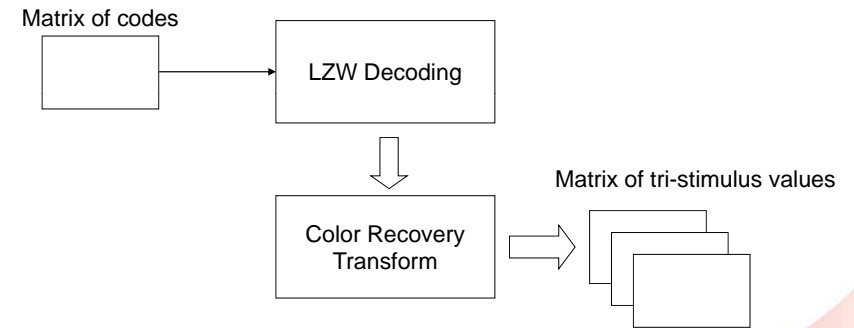 Matrix of codes
LZW Decoding
Matrix of tri-stimulus values
Color Recovery
Transform